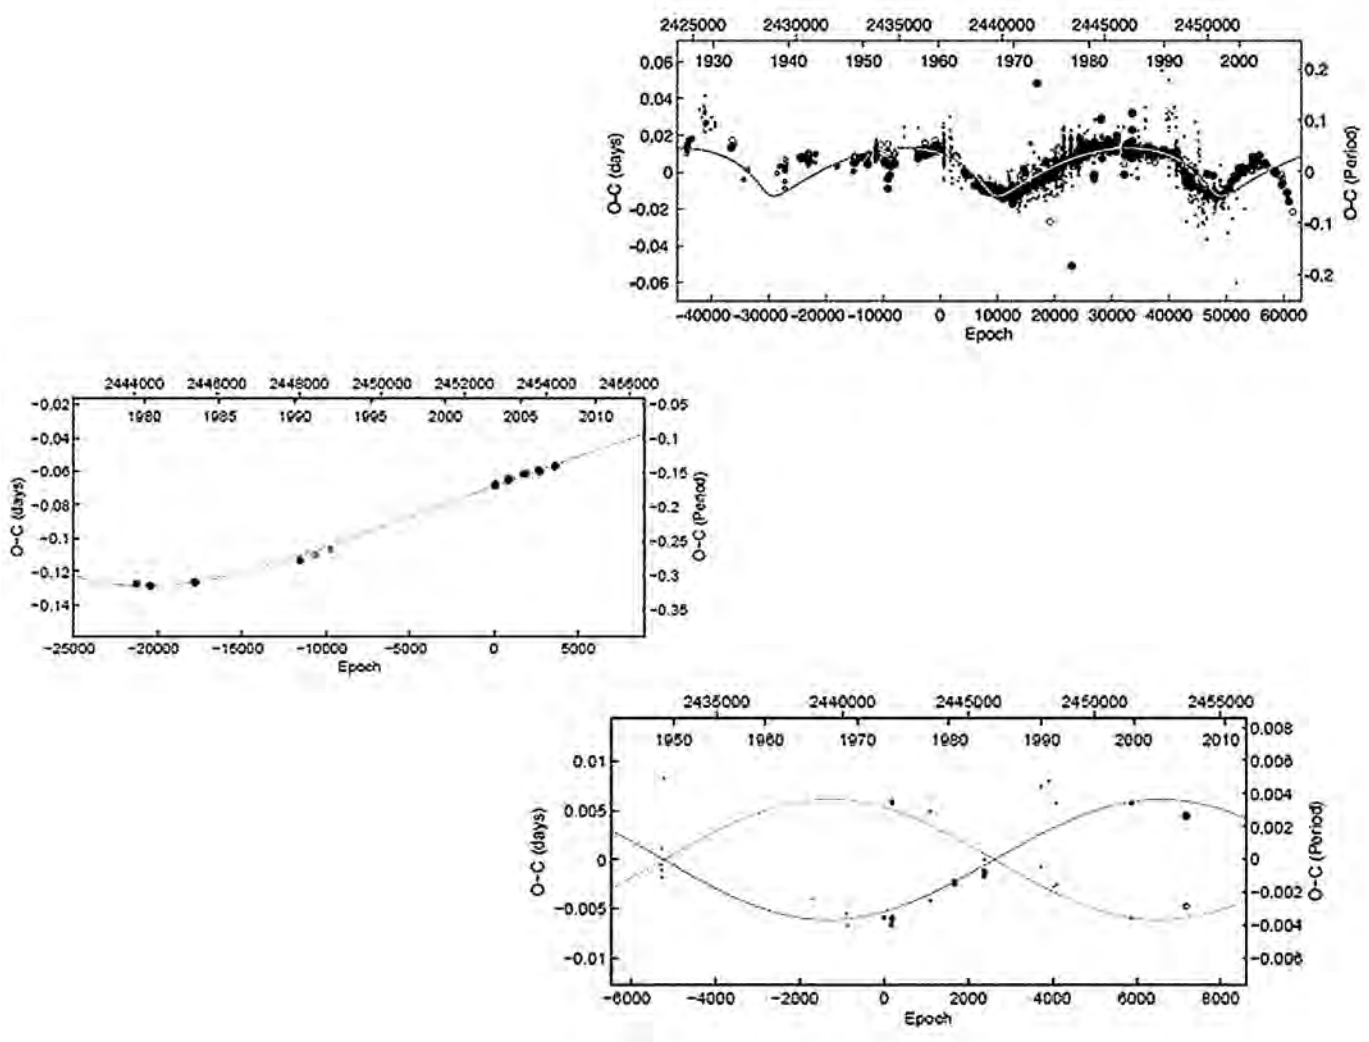 2425000 2430000 2435000 2440000 2445000 2450000
1930 1940 1950 1960 1970 1980 1990 2000
0.06
0.04
0.02
0
−0.02
−0.04
−0.06
O−C (days)
0.2
0.1
0
−0.1
−0.2
O−C (Period)
−40000 −30000 −20000 −10000 0 10000 20000 30000 40000 50000 60000
Epoch
2444000 2446000 2448000 2450000 2452000 2454000 2456000
1980 1985 1990 1995 2000 2005 2010
−0.02
−0.04
−0.06
−0.08
−0.1
−0.12
−0.14
O−C (days)
−0.05
−0.1
−0.15
−0.2
−0.25
−0.3
−0.35
O−C (Period)
−25000 −20000 −15000 −10000 −5000 0 5000
Epoch
2435000 2440000 2445000 2450000 2455000
1950 1960 1970 1980 1990 2000 2010
0.01
0.005
0
−0.005
−0.01
O−C (days)
0.008
0.006
0.004
0.002
0
−0.002
−0.004
−0.006
O−C (Period)
−6000 −4000 −2000 0 2000 4000 6000 8000
Epoch